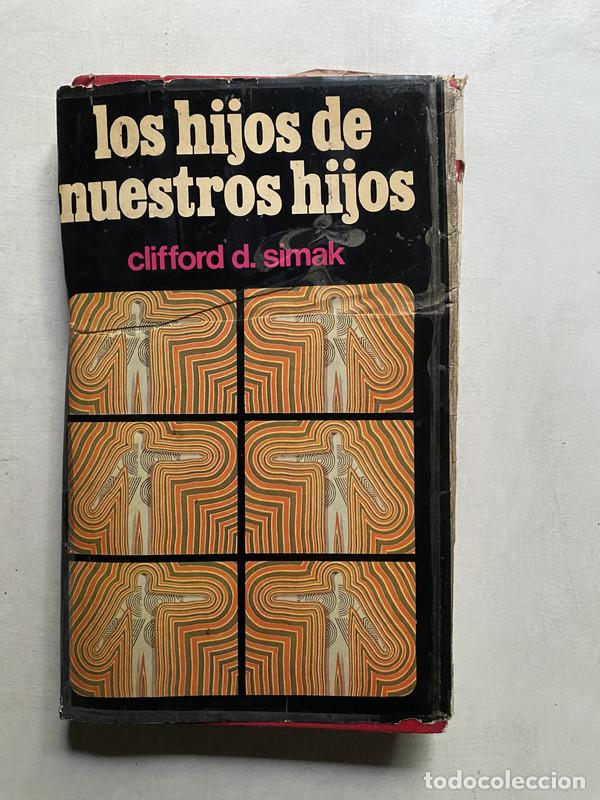 los hijos de
nuestros hijos
clifford d. simak
todocoleccion